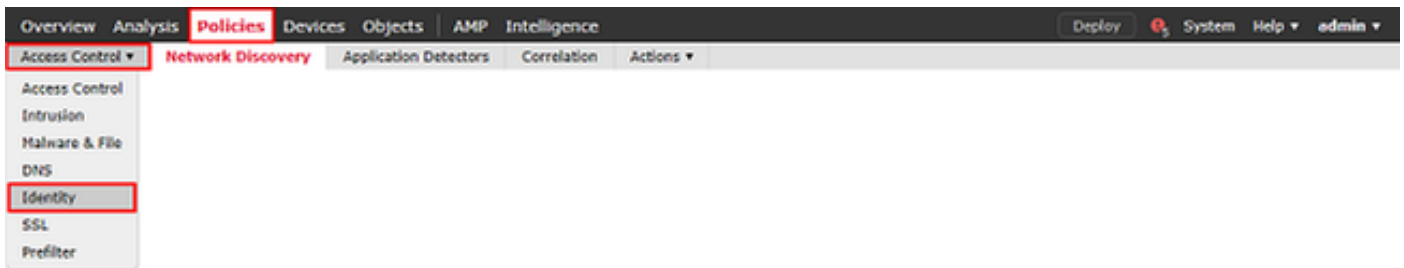 Overview Analysis Policies Devices Objects AMP Intelligence Deploy System Help ▾ admin ▾
Access Control ▾ Network Discovery Application Detectors Correlation Actions ▾
Access Control
Intrusion
Malware & File
DNS
Identity
SSL
Prefilter